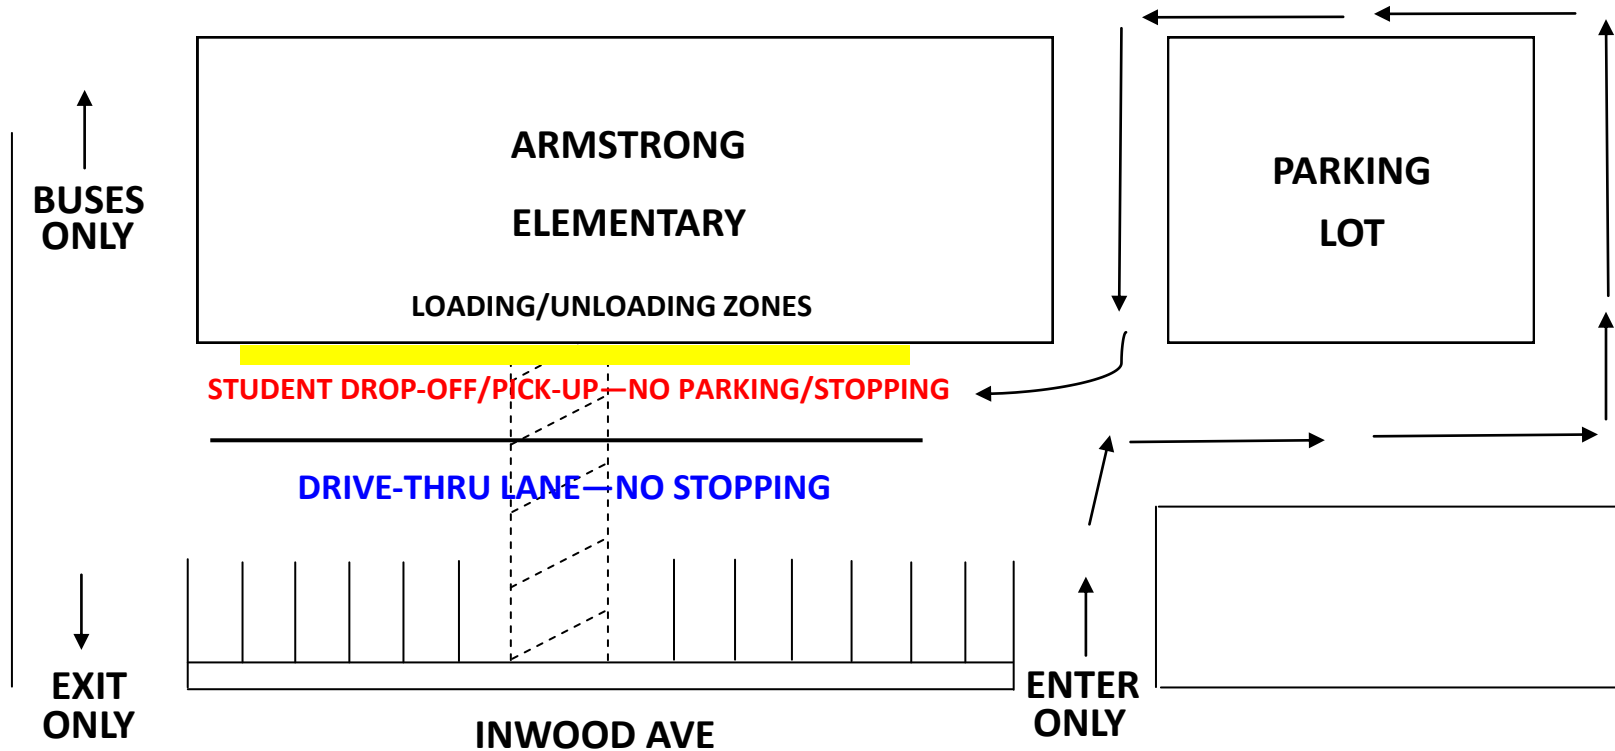 ARMSTRONG
ELEMENTARY
LOADING/UNLOADING ZONES
PARKING
LOT
BUSES
ONLY
STUDENT DROP-OFF/PICK-UP—NO PARKING/STOPPING
DRIVE-THRU LANE—NO STOPPING
EXIT
ONLY
ENTER
ONLY
INWOOD AVE